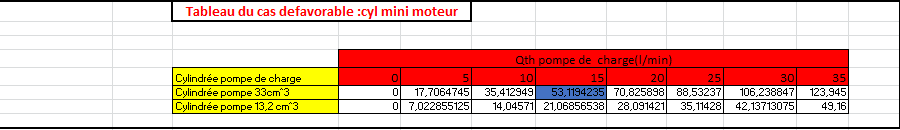 Tableau du cas defavorable :cyl mini moteur
Qth pompe de charge(l/min)
Cylindrée pompe de charge 0 5 10 15 20 25 30 35
Cylindrée pompe 33cm^3 0 17,7064745 35,412949 53,1194235 70,825898 88,53237 106,238847 123,945
Cylindrée pompe 13,2 cm^3 0 7,022855125 14,04571 21,06856538 28,091421 35,11428 42,13713075 49,16